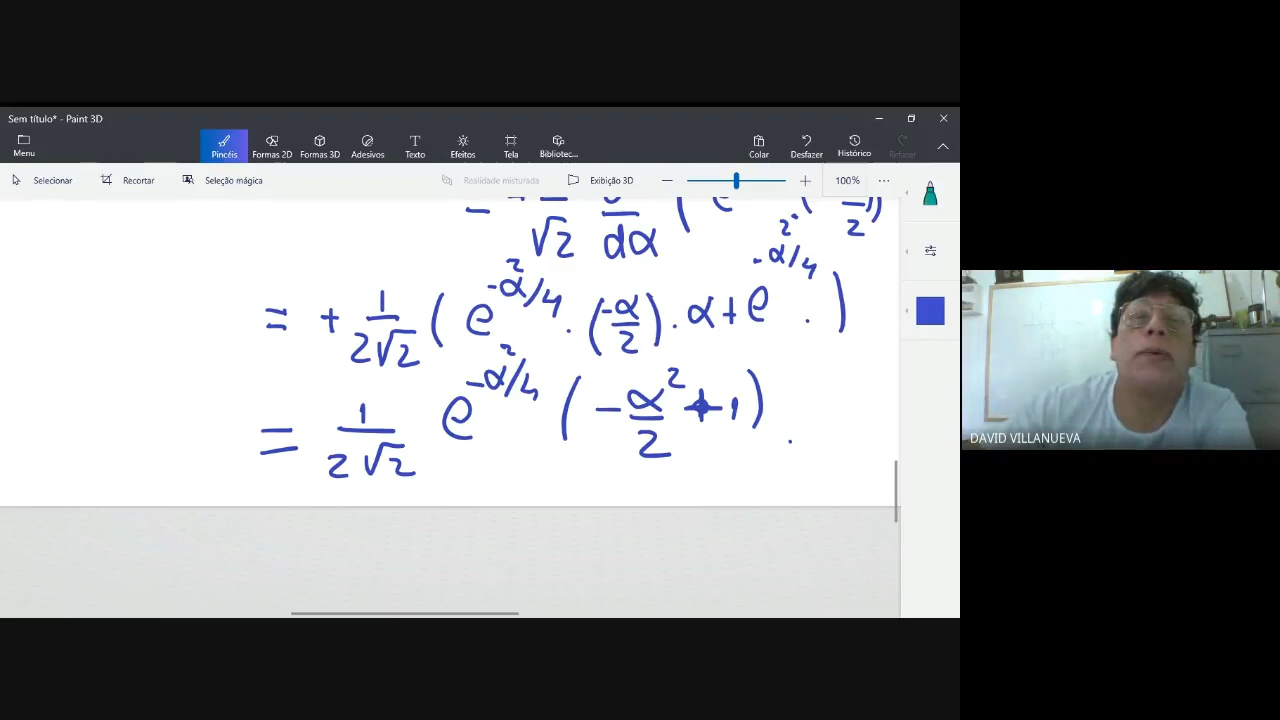 Sem título* - Paint 3D
Menu Pincéis Formas 2D Formas 3D Adesivos Texto Efeitos Tela Bibliotec... Colar Desfazer Histórico Refazer
Selecionar Recortar Seleção mágica Realidade misturada Exibição 3D 100% ...
√2 dα 2
= + 1/(2√2) ( e^(-α²/4) · (-α/2) · α + e^(-α²/4) · )
= 1/(2√2) e^(-α²/4) ( - α²/2 + 1 ) .
DAVID VILLANUEVA